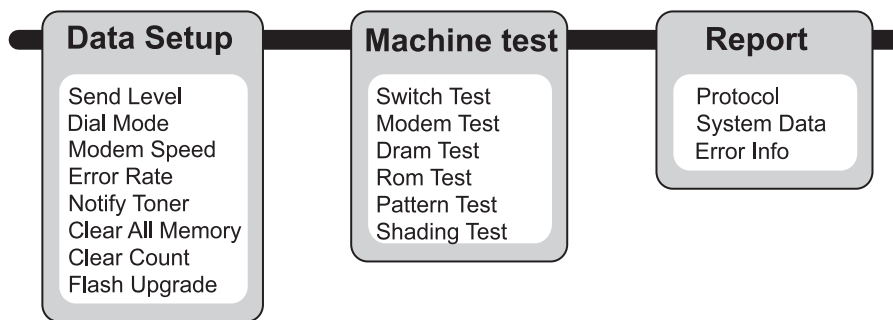 Data Setup
Send Level
Dial Mode
Modem Speed
Error Rate
Notify Toner
Clear All Memory
Clear Count
Flash Upgrade
Machine test
Switch Test
Modem Test
Dram Test
Rom Test
Pattern Test
Shading Test
Report
Protocol
System Data
Error Info